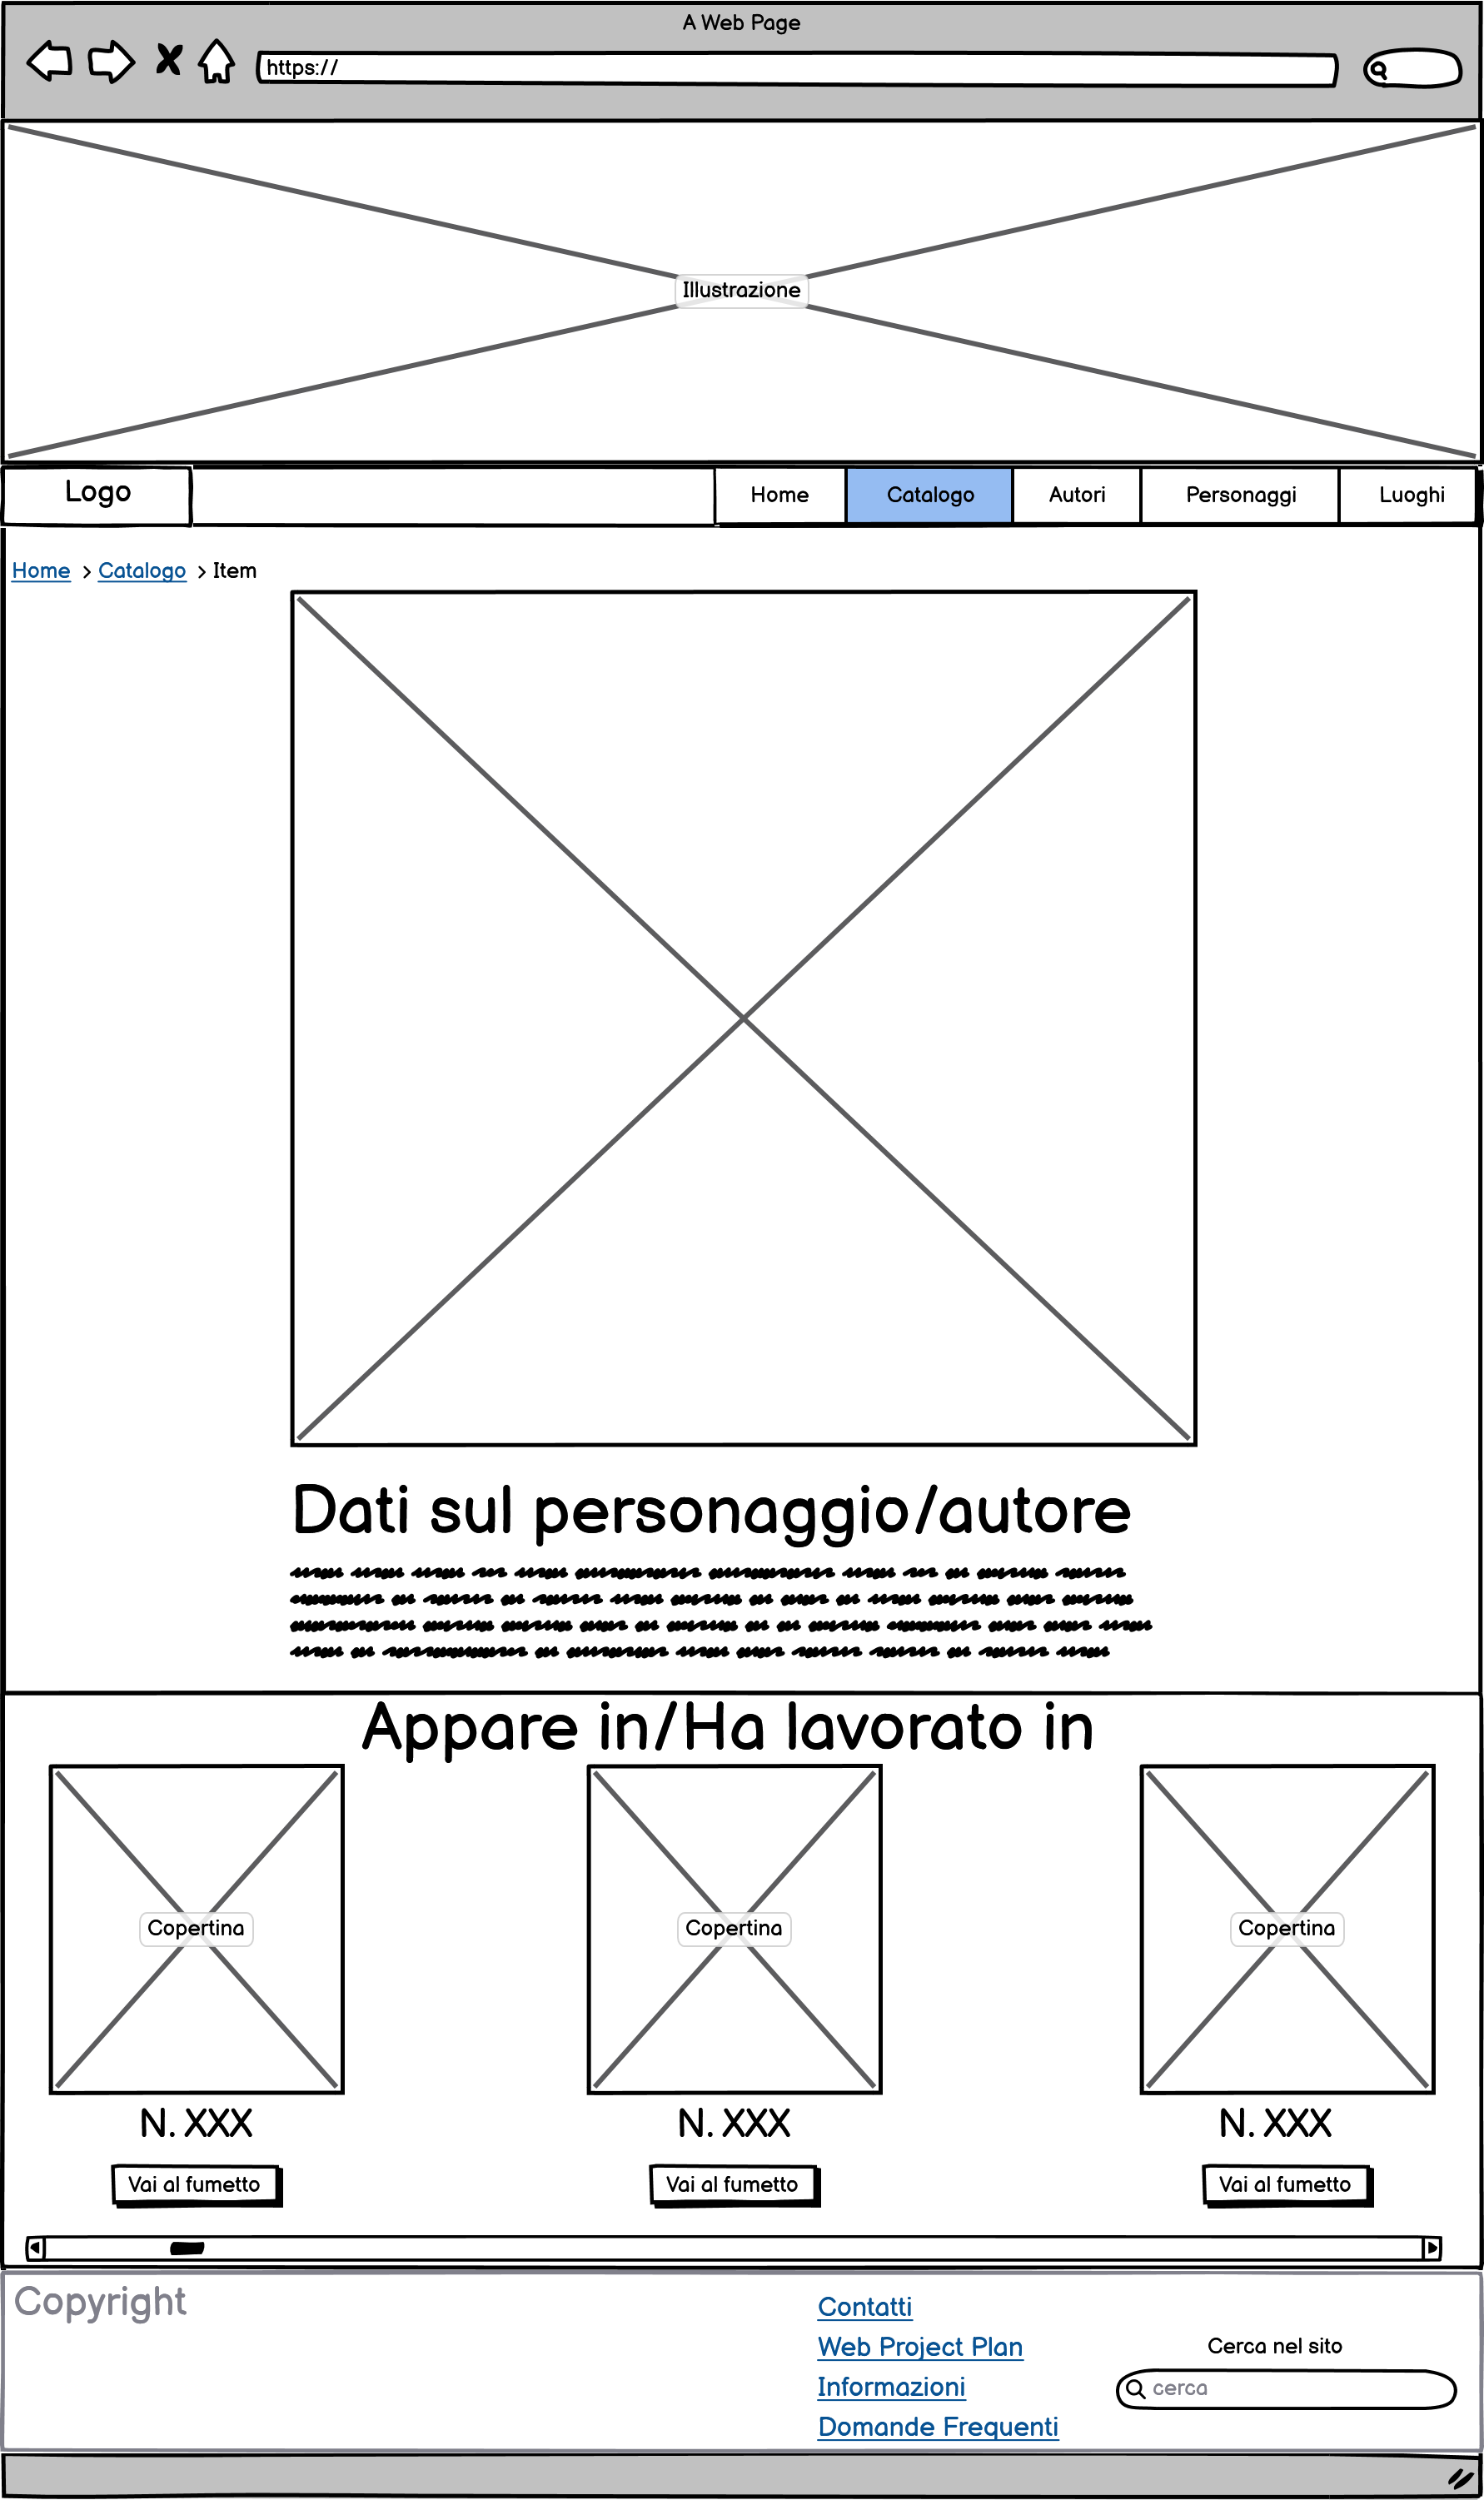 A Web Page
https://
Illustrazione
Logo
Home Catalogo Autori Personaggi Luoghi
Home > Catalogo > Item
Dati sul personaggio/autore
Appare in/Ha lavorato in
Copertina Copertina Copertina
N. XXX N. XXX N. XXX
Vai al fumetto Vai al fumetto Vai al fumetto
Copyright
Contatti
Web Project Plan
Informazioni
Domande Frequenti
Cerca nel sito
cerca